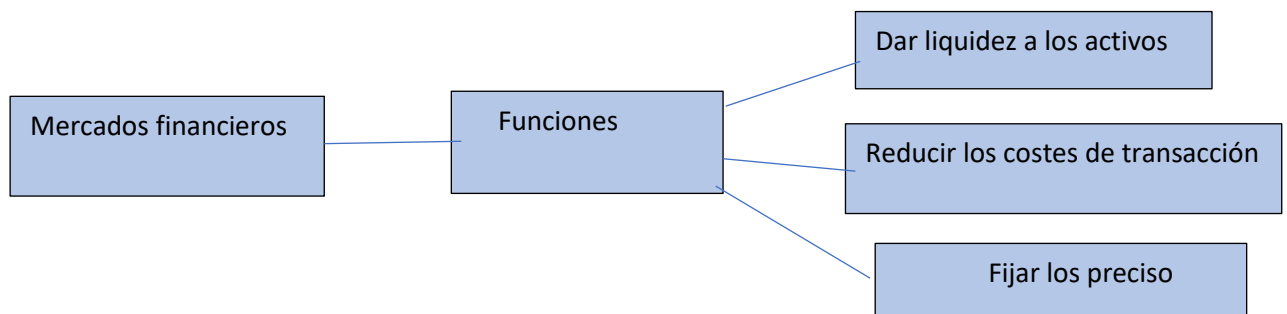 Mercados financieros
Funciones
Dar liquidez a los activos
Reducir los costes de transacción
Fijar los preciso